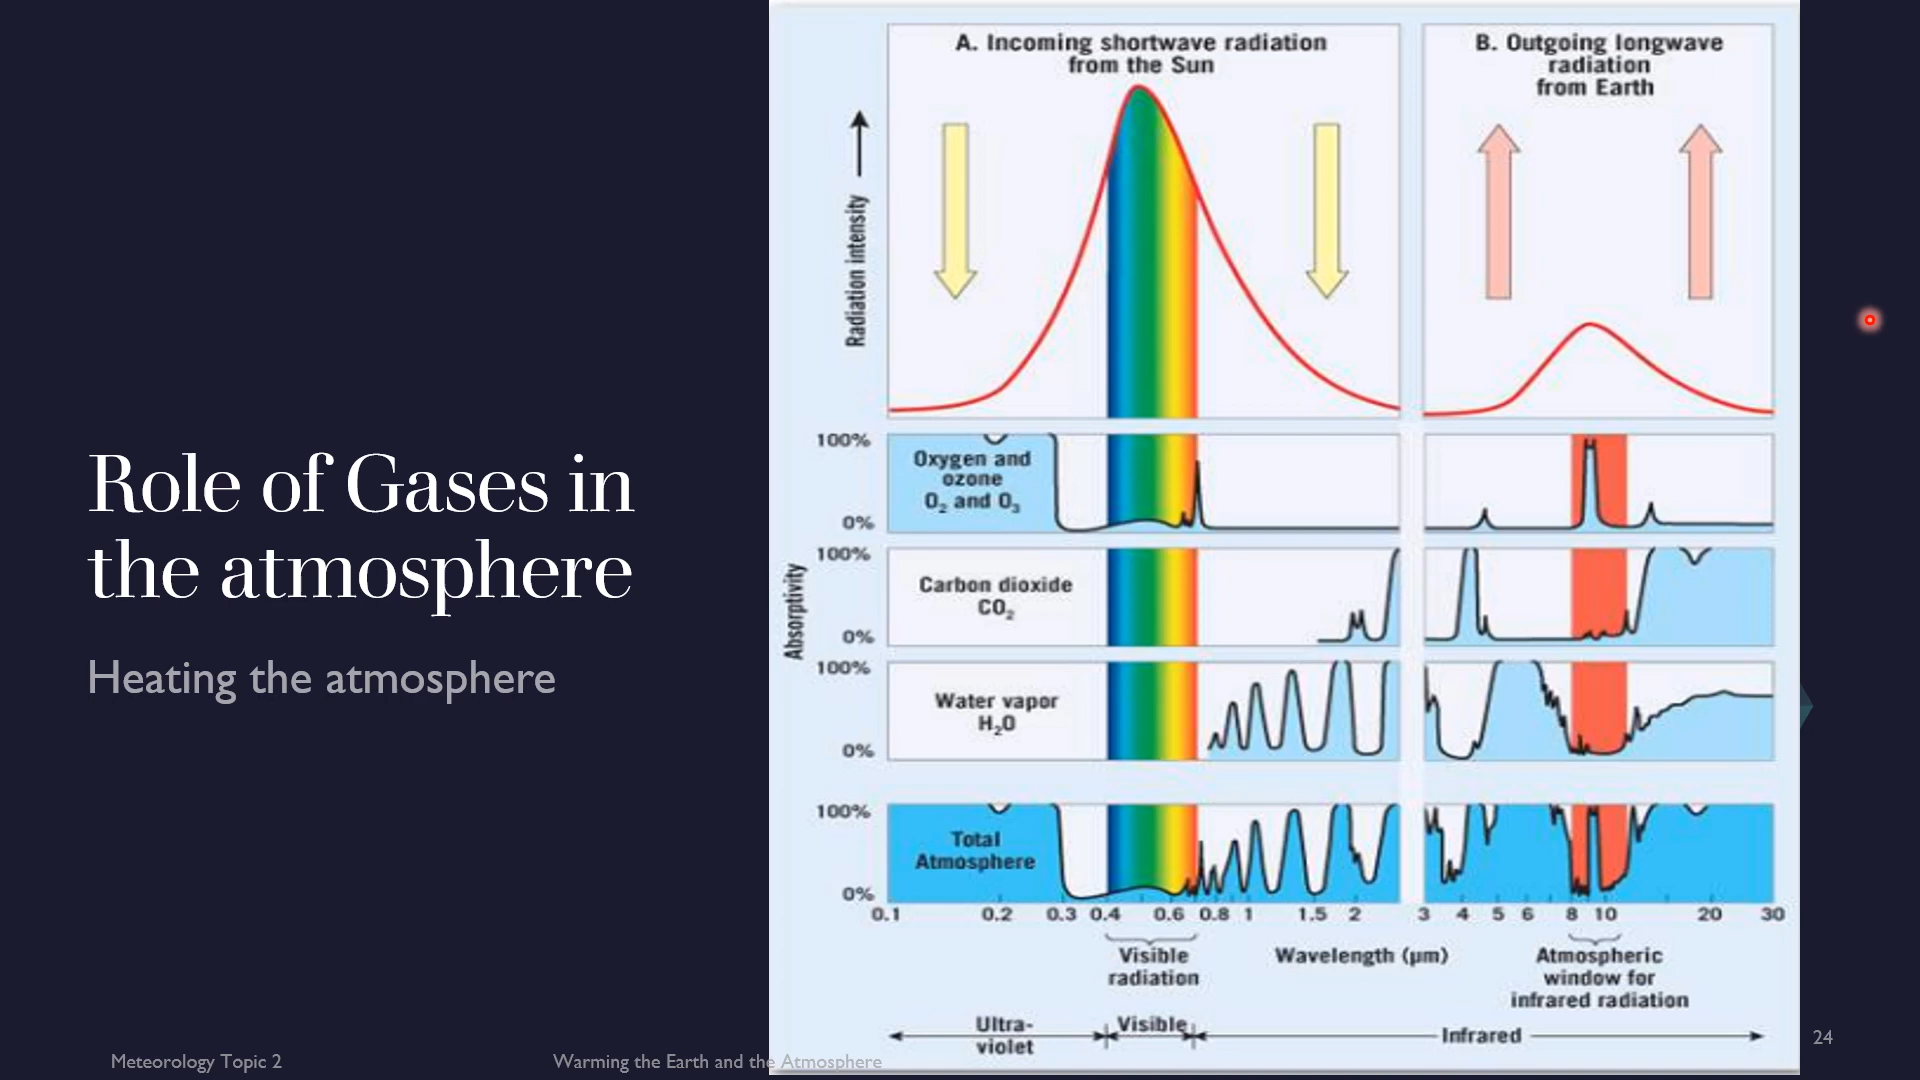 Role of Gases in
the atmosphere
Heating the atmosphere
A. Incoming shortwave radiation
from the Sun
B. Outgoing longwave
radiation
from Earth
Radiation intensity
Absorptivity
100%
Oxygen and
ozone
O₂ and O₃
0%
100%
Carbon dioxide
CO₂
0%
100%
Water vapor
H₂O
0%
100%
Total
Atmosphere
0%
0.1 0.2 0.3 0.4 0.6 0.8 1 1.5 2 3 4 5 6 8 10 20 30
Visible
radiation
Wavelength (μm)
Atmospheric
window for
infrared radiation
Ultra-
violet
Visible
Infrared
Meteorology Topic 2
Warming the Earth and the Atmosphere
24